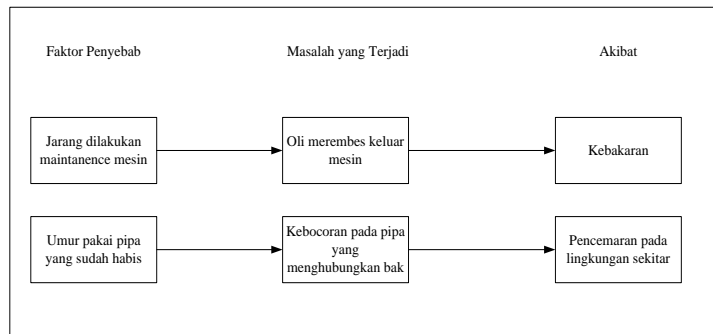 Faktor Penyebab
Masalah yang Terjadi
Akibat
Jarang dilakukan
maintanence mesin
Oli merembes keluar
mesin
Kebakaran
Umur pakai pipa
yang sudah habis
Kebocoran pada pipa
yang
menghubungkan bak
Pencemaran pada
lingkungan sekitar